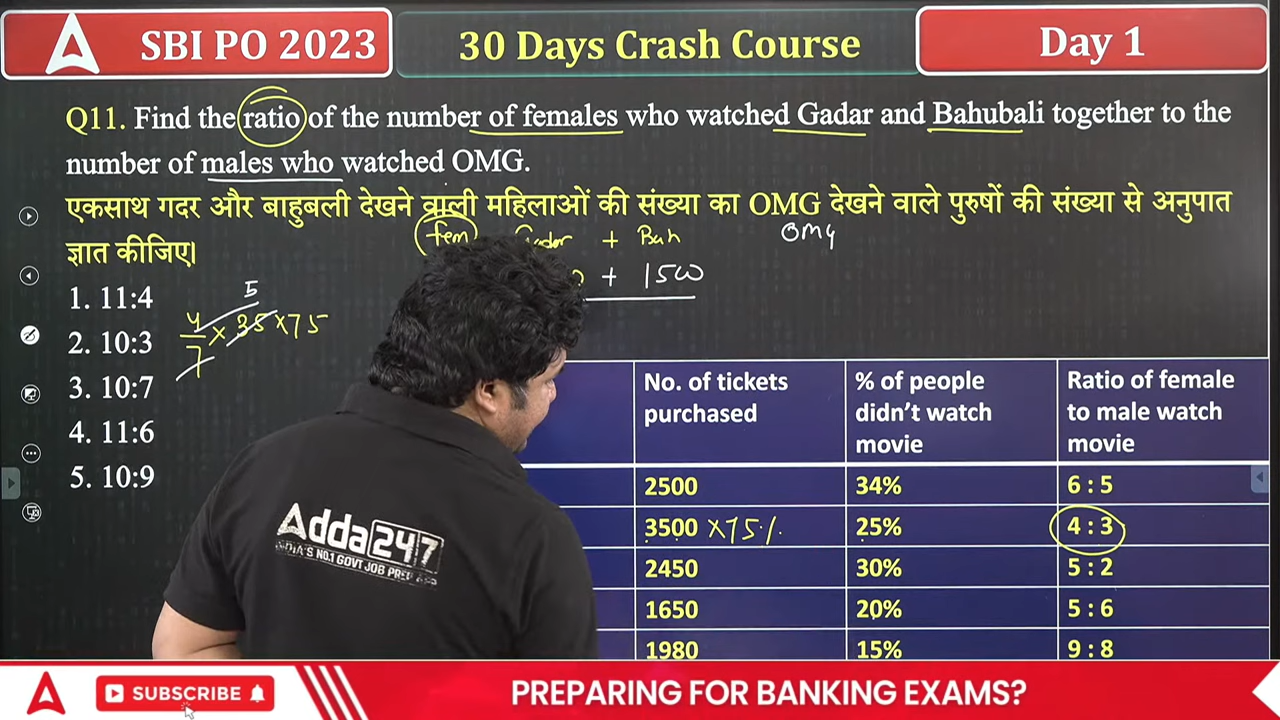 SBI PO 2023
30 Days Crash Course
Day 1
Q11. Find the ratio of the number of females who watched Gadar and Bahubali together to the
number of males who watched OMG.
एकसाथ गदर और बाहुबली देखने वाली महिलाओं की संख्या का OMG देखने वाले पुरुषों की संख्या से अनुपात
ज्ञात कीजिए।
fem + Bah OMG
+ 1500
1. 11:4
2. 10:3
3. 10:7
4. 11:6
5. 10:9
5
4/7 × 35 × 75
No. of tickets purchased
% of people didn't watch movie
Ratio of female to male watch movie
2500 34% 6 : 5
3500 ×75% 25% 4 : 3
2450 30% 5 : 2
1650 20% 5 : 6
1980 15% 9 : 8
Adda 247
INDIA'S NO.1 GOVT JOB PREP APP
SUBSCRIBE
PREPARING FOR BANKING EXAMS?